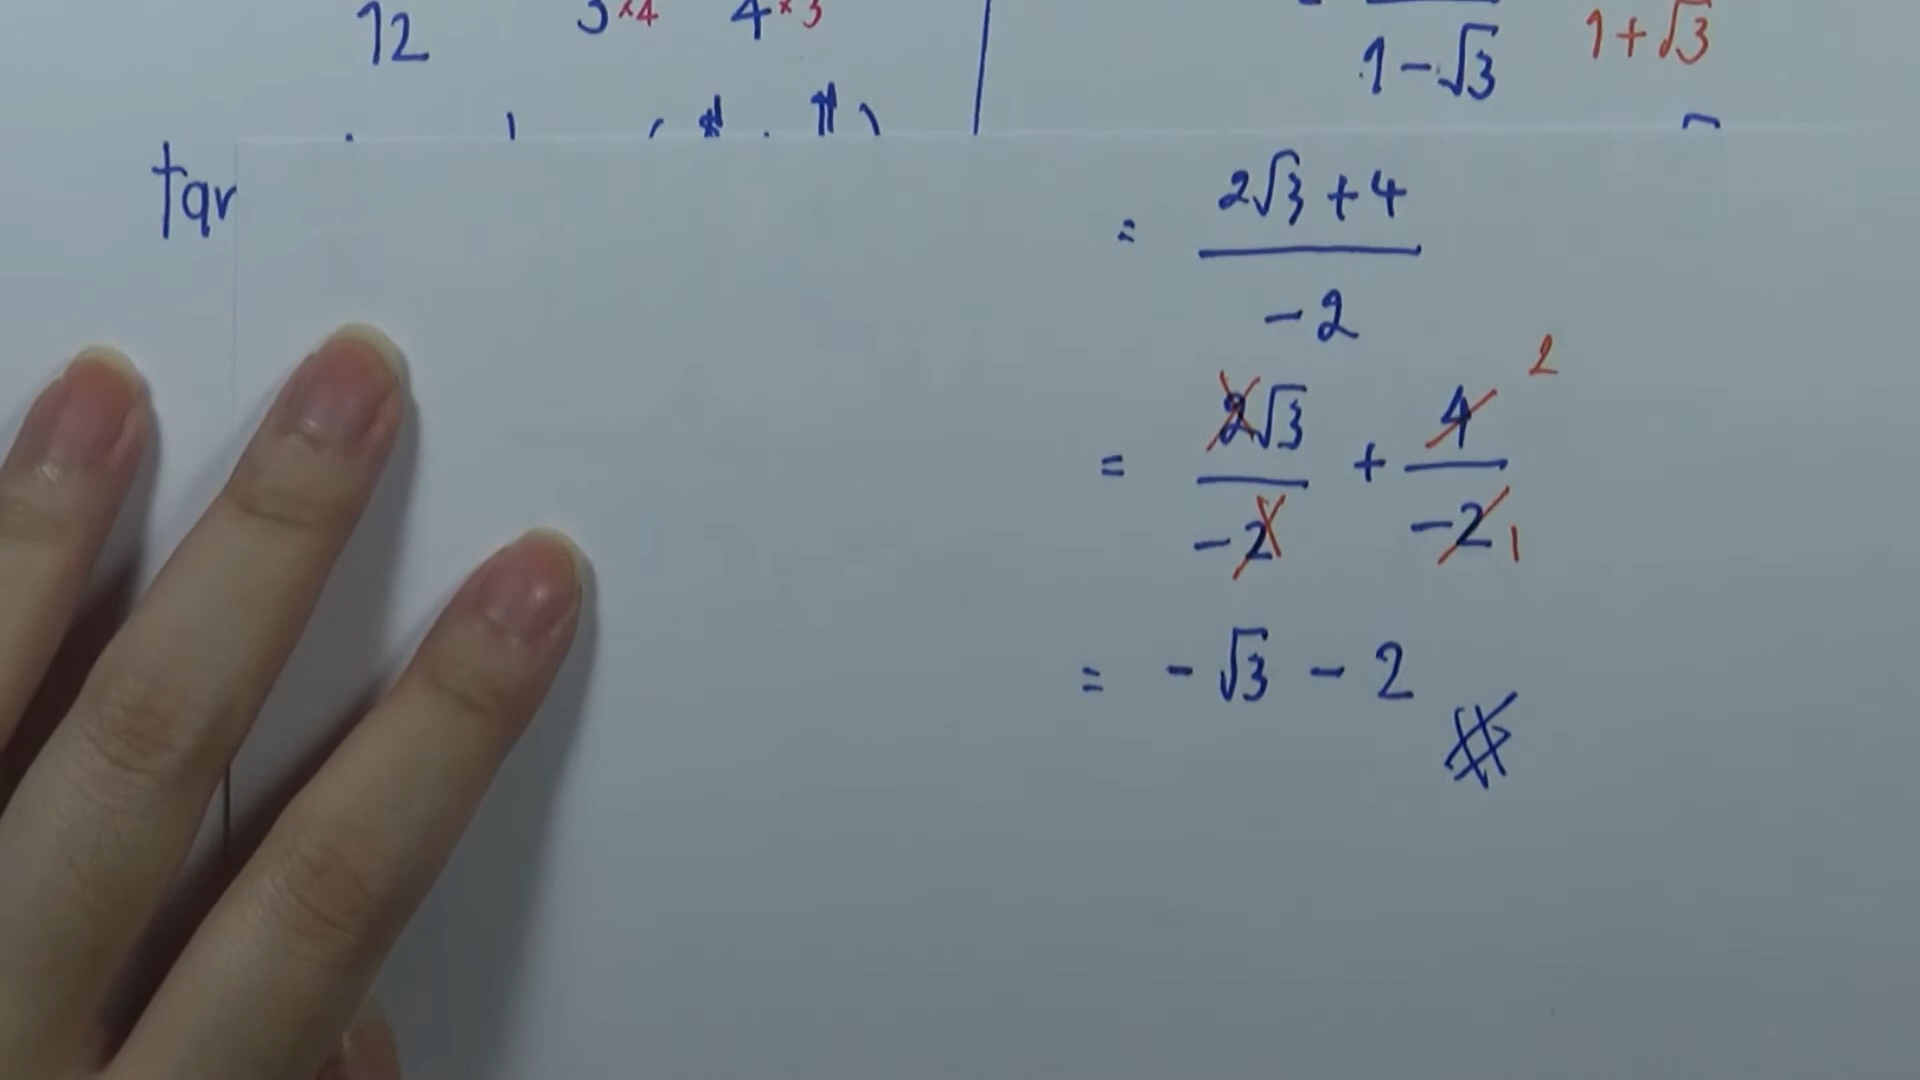 12 3×4 4×3
1-√3 1+√3
tan
= 2√3 + 4
-2
= 2√3 + 4 2
-2 -2 1
= -√3 - 2